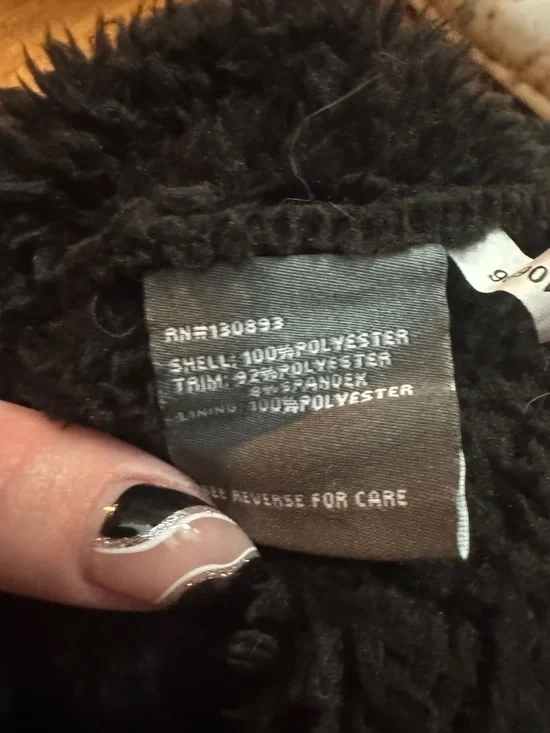 RN#130893
SHELL: 100%POLYESTER
TRIM: 92%POLYESTER
8%SPANDEX
LINING: 100%POLYESTER
SEE REVERSE FOR CARE